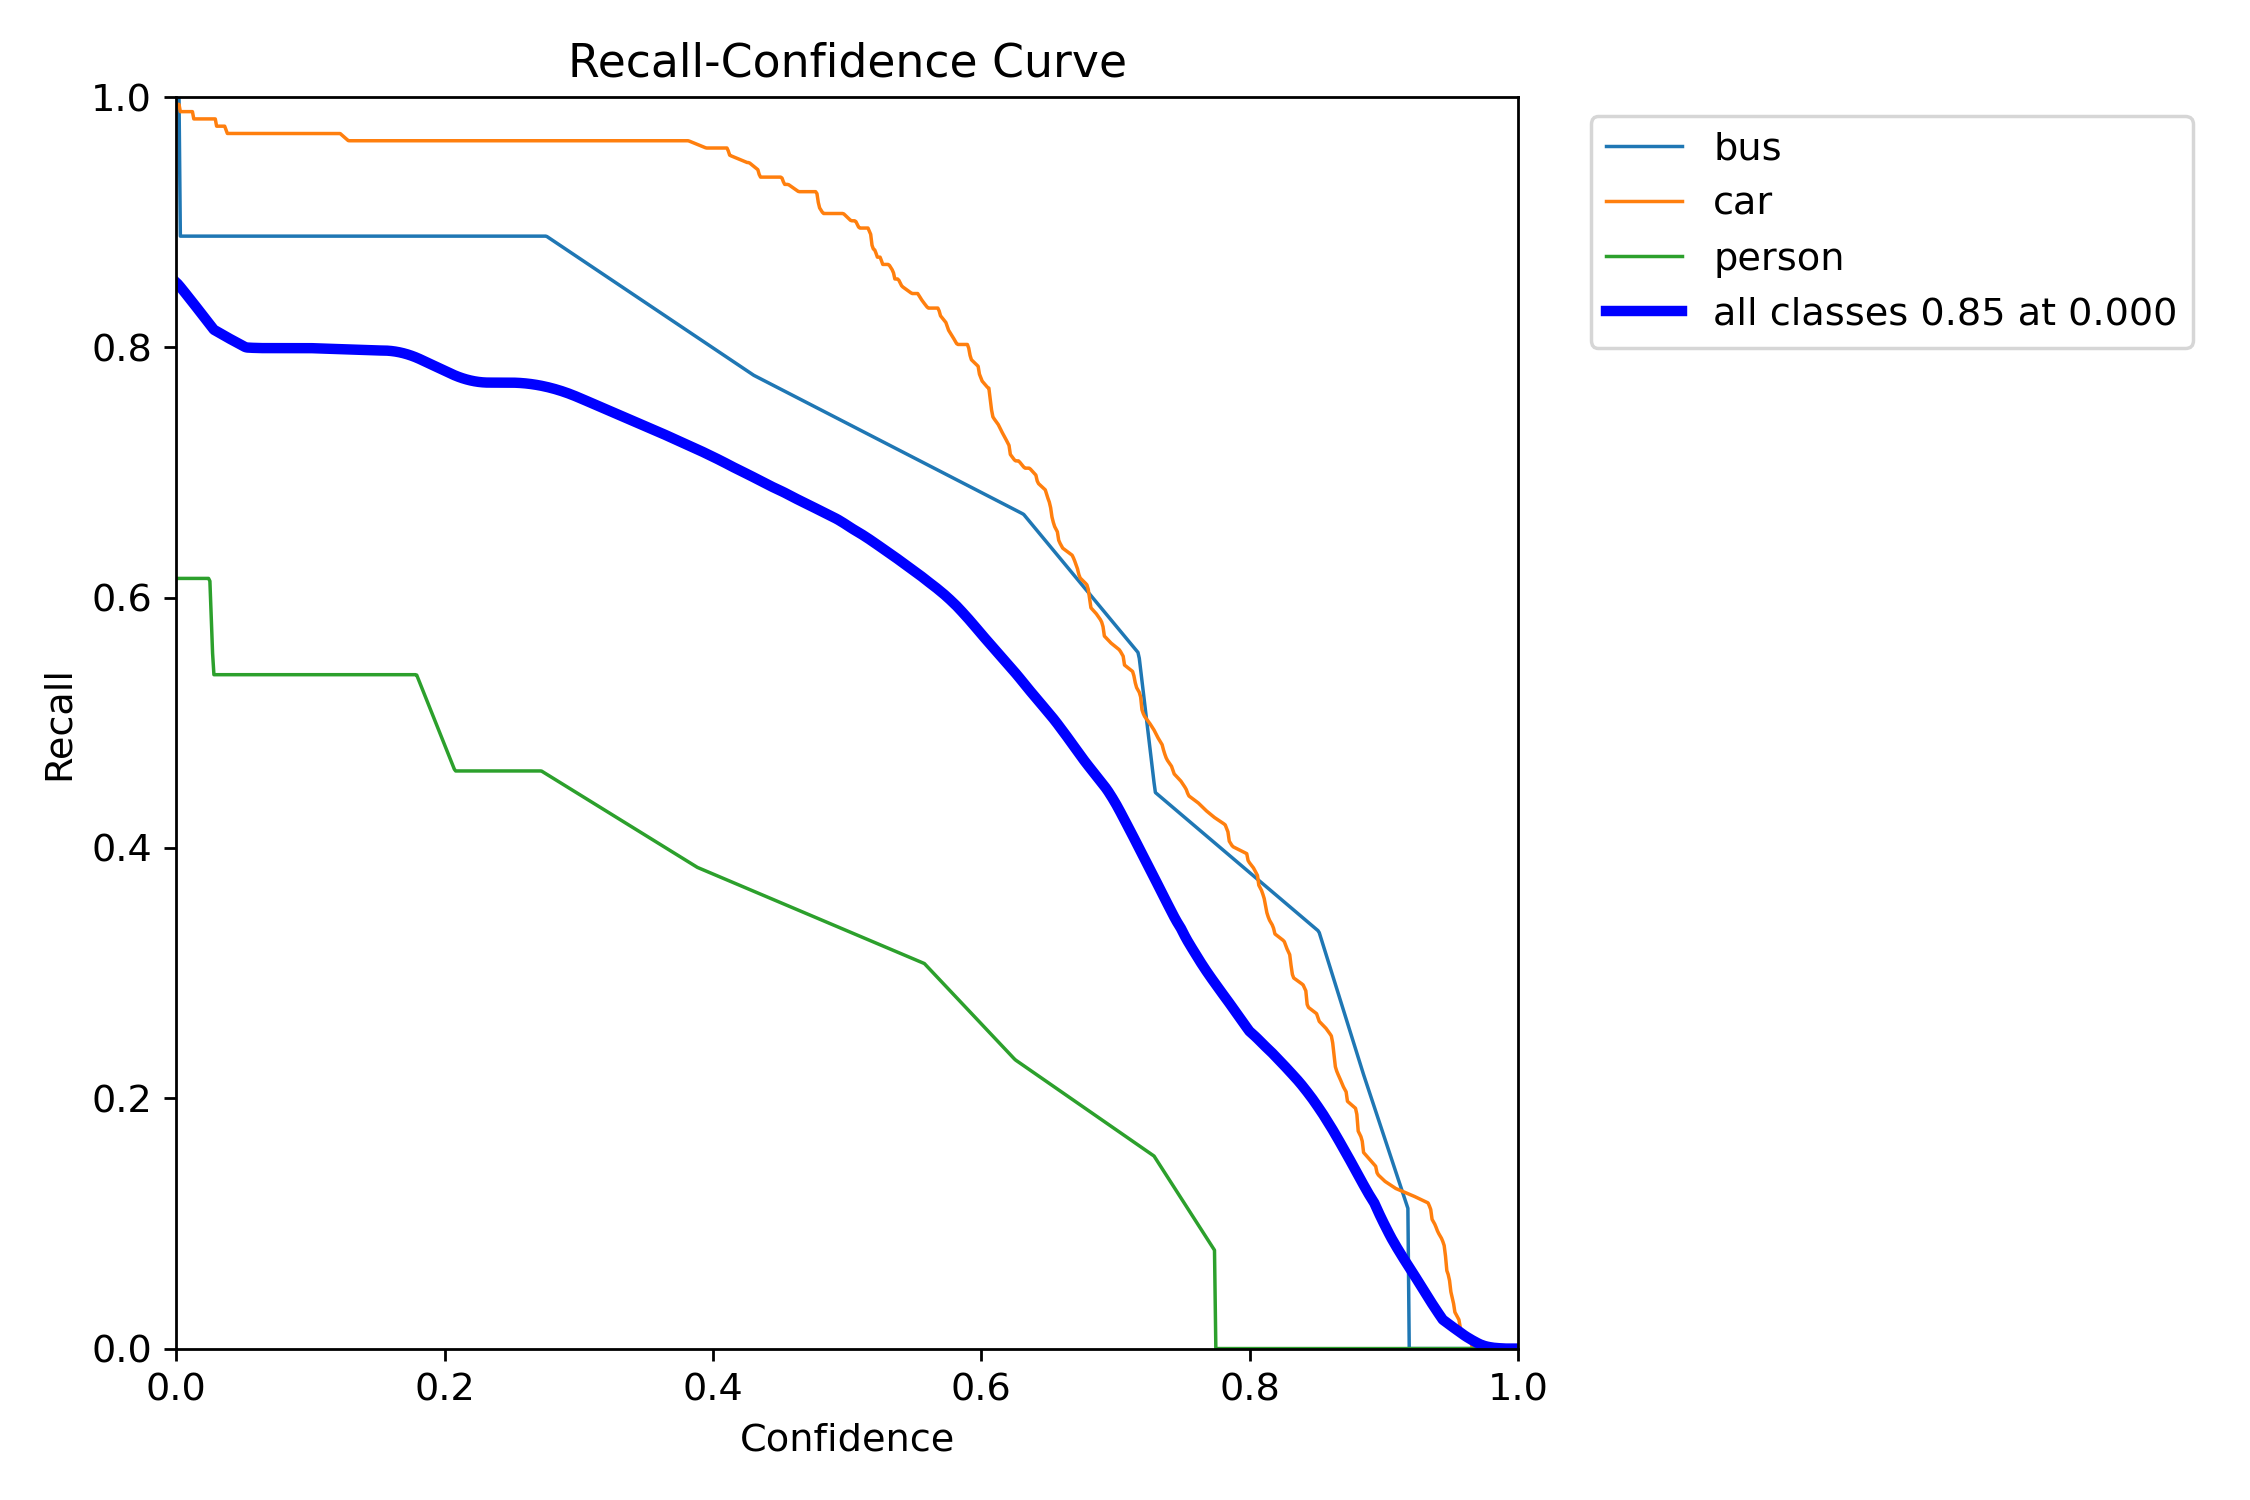 Recall-Confidence Curve
1.0
0.8
0.6
0.4
0.2
0.0
Recall
0.0 0.2 0.4 0.6 0.8 1.0
Confidence
bus
car
person
all classes 0.85 at 0.000